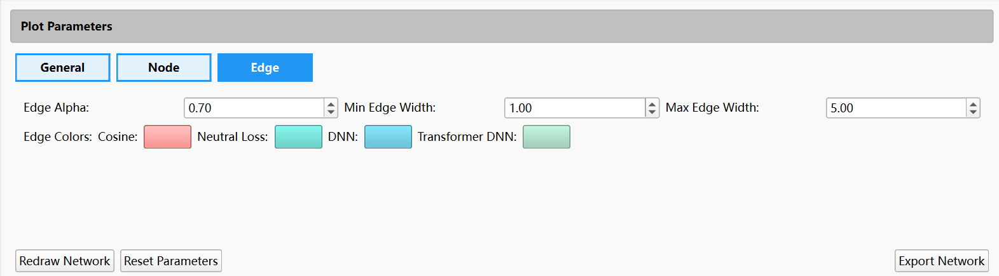 Plot Parameters
General Node Edge
Edge Alpha: 0.70 Min Edge Width: 1.00 Max Edge Width: 5.00
Edge Colors: Cosine: Neutral Loss: DNN: Transformer DNN:
Redraw Network Reset Parameters Export Network